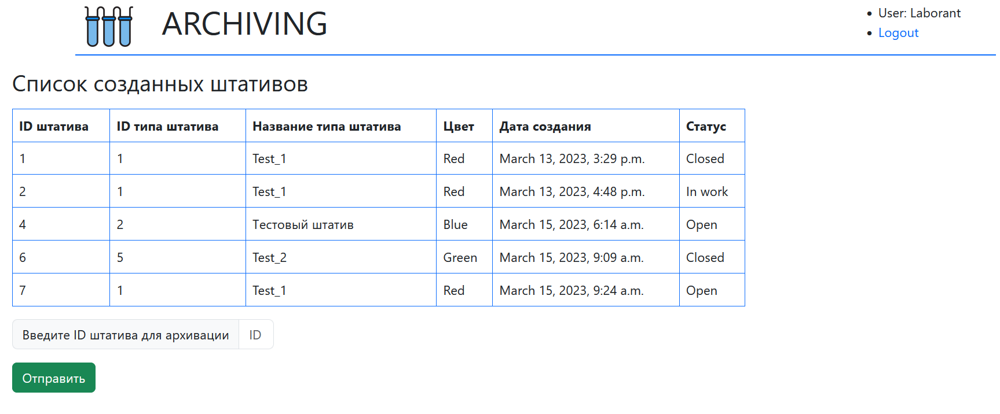 ARCHIVING
User: Laborant
Logout
Список созданных штативов
ID штатива ID типа штатива Название типа штатива Цвет Дата создания Статус
1 1 Test_1 Red March 13, 2023, 3:29 p.m. Closed
2 1 Test_1 Red March 13, 2023, 4:48 p.m. In work
4 2 Тестовый штатив Blue March 15, 2023, 6:14 a.m. Open
6 5 Test_2 Green March 15, 2023, 9:09 a.m. Closed
7 1 Test_1 Red March 15, 2023, 9:24 a.m. Open
Введите ID штатива для архивации ID
Отправить